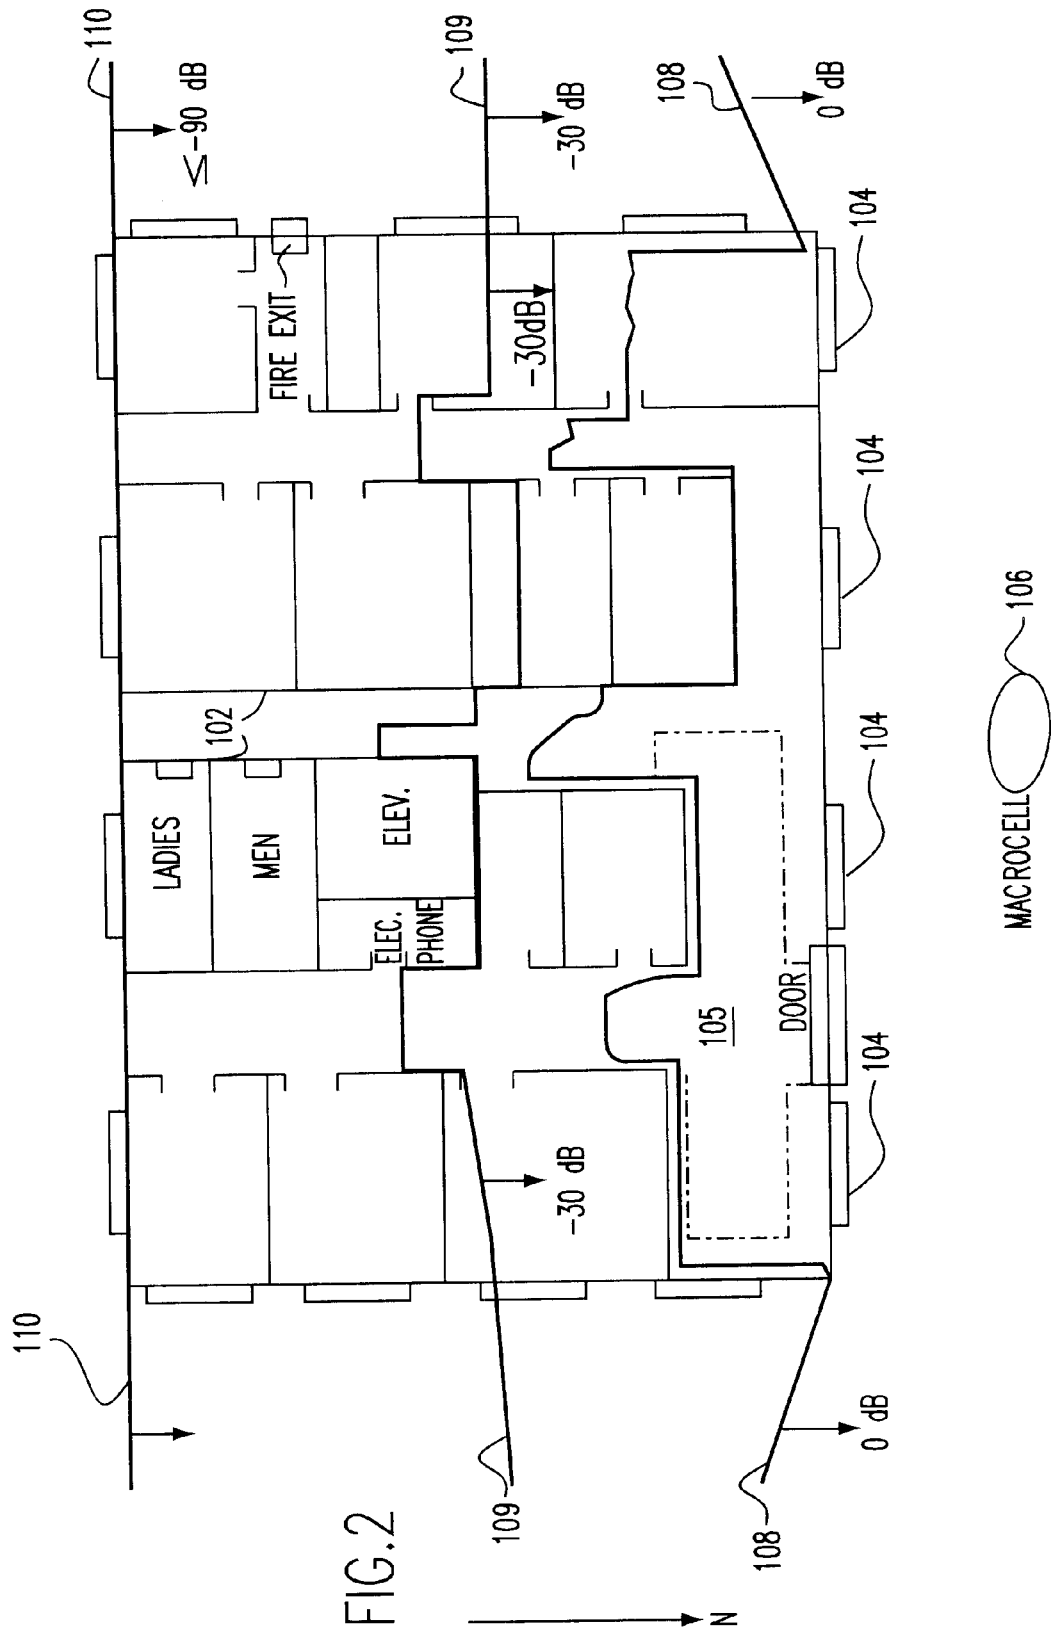 110
109
108
≤-90 dB
-30 dB
0 dB
104
FIRE EXIT
-30dB
104
102
LADIES
MEN
ELEV.
ELEC.
PHONE
104
MACROCELL
106
105
DOOR
104
-30 dB
110
109
108
0 dB
FIG.2
N